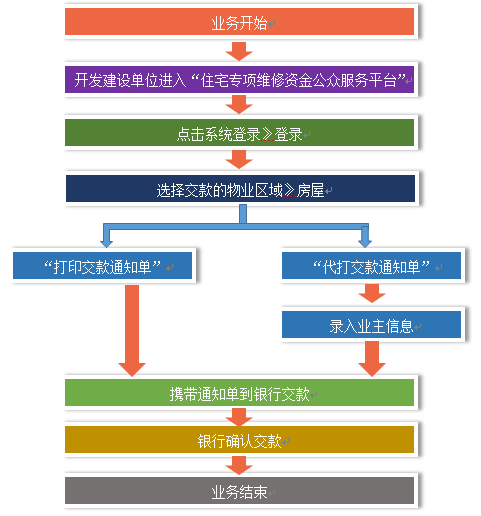 业务开始
开发建设单位进入“住宅专项维修资金公众服务平台”
点击系统登录》登录
选择交款的物业区域》房屋
“打印交款通知单”
“代打交款通知单”
录入业主信息
携带通知单到银行交款
银行确认交款
业务结束